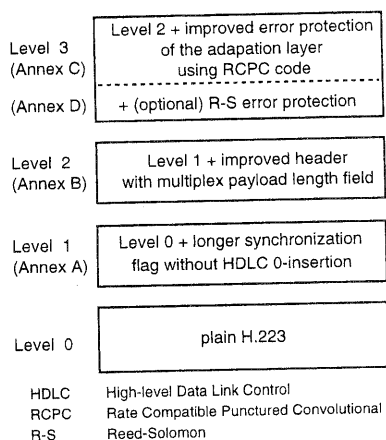 Level 3
(Annex C)
Level 2 + improved error protection
of the adapation layer
using RCPC code
(Annex D)
+ (optional) R-S error protection
Level 2
(Annex B)
Level 1 + improved header
with multiplex payload length field
Level 1
(Annex A)
Level 0 + longer synchronization
flag without HDLC 0-insertion
Level 0
plain H.223
HDLC High-level Data Link Control
RCPC Rate Compatible Punctured Convolutional
R-S Reed-Solomon